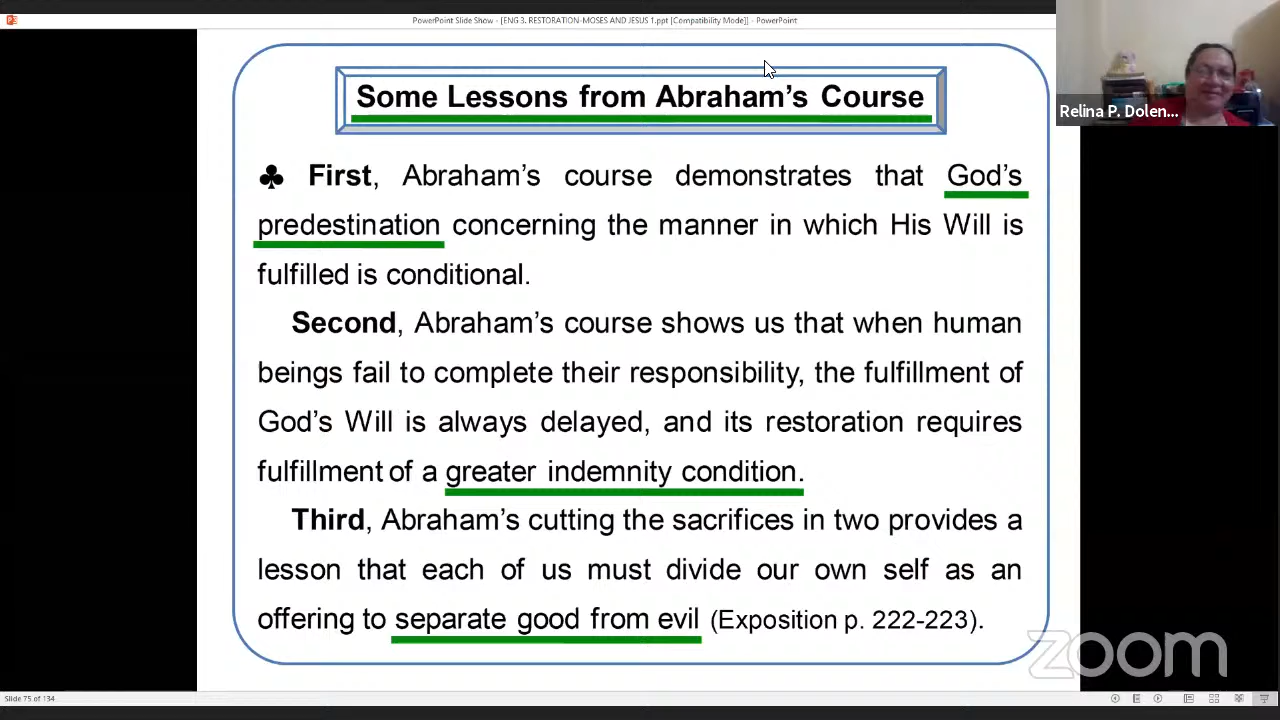 PowerPoint Slide Show - [ENG 3. RESTORATION-MOSES AND JESUS 1.ppt [Compatibility Mode]] - PowerPoint
Relina P. Dolen...
Some Lessons from Abraham's Course
♣ First, Abraham's course demonstrates that God's
predestination concerning the manner in which His Will is
fulfilled is conditional.
Second, Abraham's course shows us that when human
beings fail to complete their responsibility, the fulfillment of
God's Will is always delayed, and its restoration requires
fulfillment of a greater indemnity condition.
Third, Abraham's cutting the sacrifices in two provides a
lesson that each of us must divide our own self as an
offering to separate good from evil (Exposition p. 222-223).
zoom
Slide 75 of 134